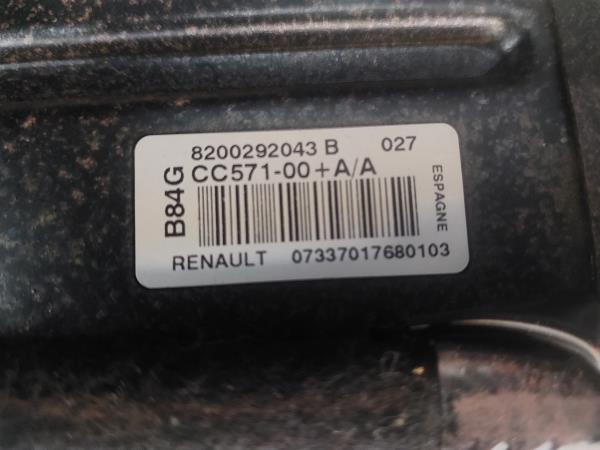 8200292043 B 027
CC571-00+A/A
B84G
ESPAGNE
RENAULT 07337017680103